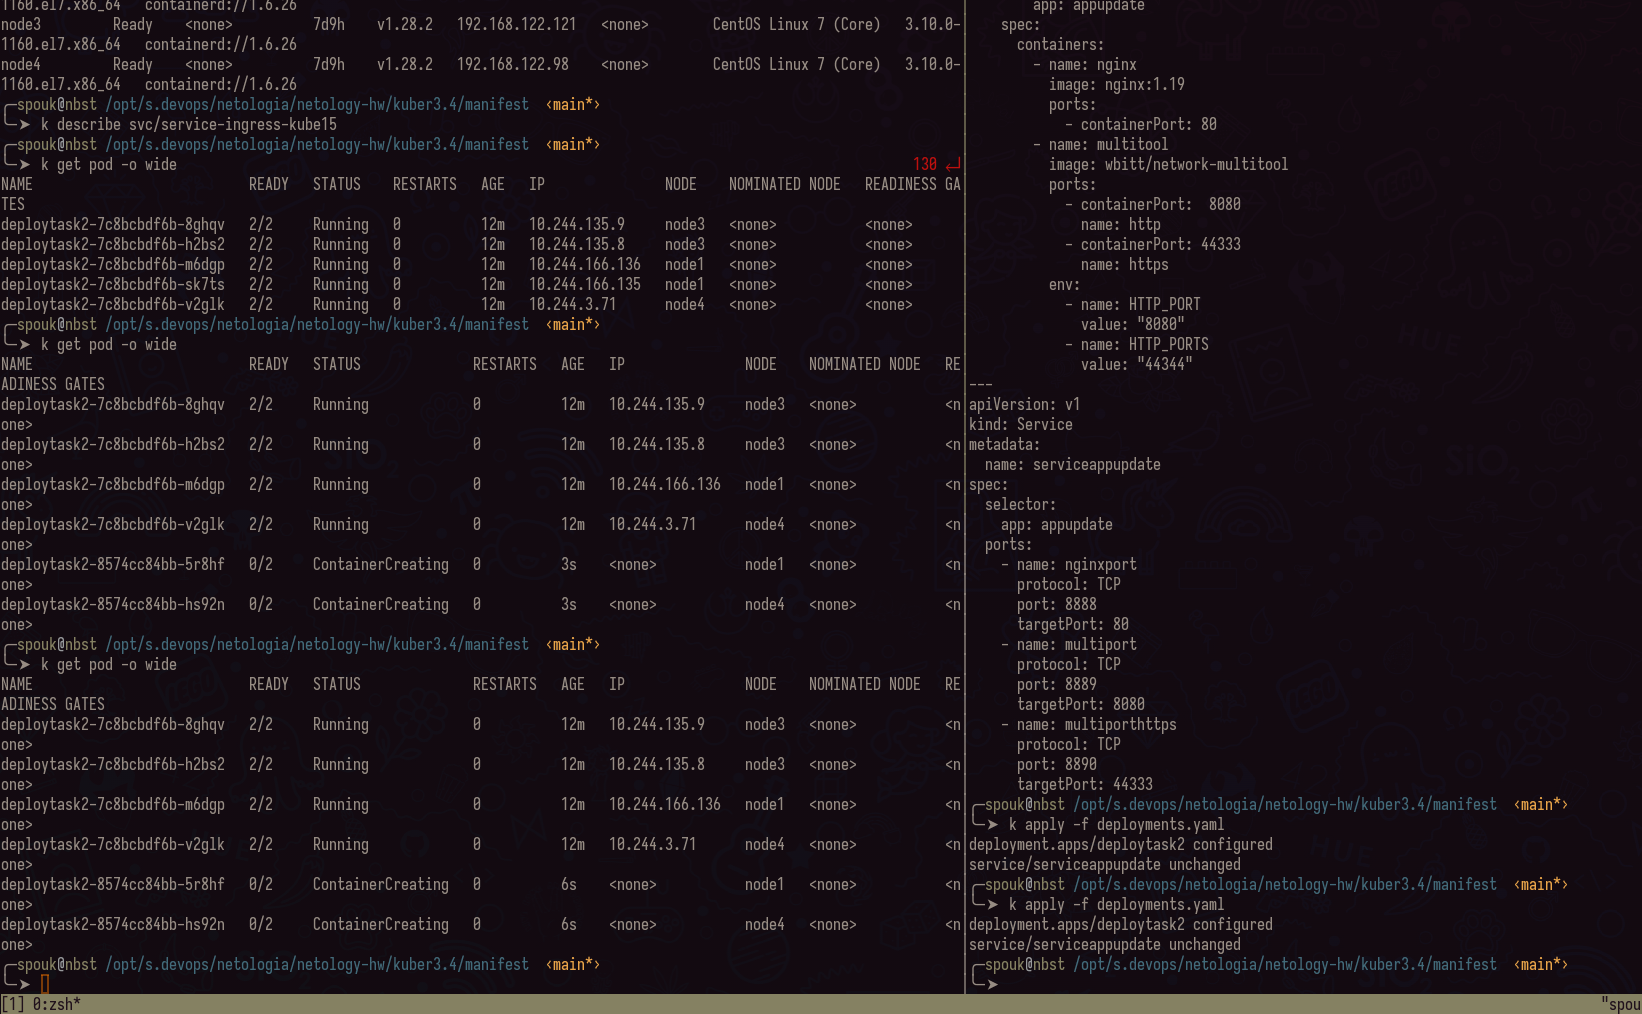 1160.el7.x86_64   containerd://1.6.26
node3         Ready    <none>          7d9h   v1.28.2   192.168.122.121   <none>        CentOS Linux 7 (Core)   3.10.0-
1160.el7.x86_64   containerd://1.6.26
node4         Ready    <none>          7d9h   v1.28.2   192.168.122.98    <none>        CentOS Linux 7 (Core)   3.10.0-
1160.el7.x86_64   containerd://1.6.26
╭─spouk@nbst /opt/s.devops/netologia/netology-hw/kuber3.4/manifest  ‹main*›
╰─➤  k describe svc/service-ingress-kube15
╭─spouk@nbst /opt/s.devops/netologia/netology-hw/kuber3.4/manifest  ‹main*›
╰─➤  k get pod -o wide                                                                                            130 ↵
NAME                           READY   STATUS    RESTARTS   AGE   IP               NODE    NOMINATED NODE   READINESS GA
TES
deploytask2-7c8bcbdf6b-8ghqv   2/2     Running   0          12m   10.244.135.9     node3   <none>           <none>
deploytask2-7c8bcbdf6b-h2bs2   2/2     Running   0          12m   10.244.135.8     node3   <none>           <none>
deploytask2-7c8bcbdf6b-m6dgp   2/2     Running   0          12m   10.244.166.136   node1   <none>           <none>
deploytask2-7c8bcbdf6b-sk7ts   2/2     Running   0          12m   10.244.166.135   node1   <none>           <none>
deploytask2-7c8bcbdf6b-v2glk   2/2     Running   0          12m   10.244.3.71      node4   <none>           <none>
╭─spouk@nbst /opt/s.devops/netologia/netology-hw/kuber3.4/manifest  ‹main*›
╰─➤  k get pod -o wide
NAME                           READY   STATUS              RESTARTS   AGE   IP               NODE    NOMINATED NODE   RE
ADINESS GATES
deploytask2-7c8bcbdf6b-8ghqv   2/2     Running             0          12m   10.244.135.9     node3   <none>           <n
one>
deploytask2-7c8bcbdf6b-h2bs2   2/2     Running             0          12m   10.244.135.8     node3   <none>           <n
one>
deploytask2-7c8bcbdf6b-m6dgp   2/2     Running             0          12m   10.244.166.136   node1   <none>           <n
one>
deploytask2-7c8bcbdf6b-v2glk   2/2     Running             0          12m   10.244.3.71      node4   <none>           <n
one>
deploytask2-8574cc84bb-5r8hf   0/2     ContainerCreating   0          3s    <none>           node1   <none>           <n
one>
deploytask2-8574cc84bb-hs92n   0/2     ContainerCreating   0          3s    <none>           node4   <none>           <n
one>
╭─spouk@nbst /opt/s.devops/netologia/netology-hw/kuber3.4/manifest  ‹main*›
╰─➤  k get pod -o wide
NAME                           READY   STATUS              RESTARTS   AGE   IP               NODE    NOMINATED NODE   RE
ADINESS GATES
deploytask2-7c8bcbdf6b-8ghqv   2/2     Running             0          12m   10.244.135.9     node3   <none>           <n
one>
deploytask2-7c8bcbdf6b-h2bs2   2/2     Running             0          12m   10.244.135.8     node3   <none>           <n
one>
deploytask2-7c8bcbdf6b-m6dgp   2/2     Running             0          12m   10.244.166.136   node1   <none>           <n
one>
deploytask2-7c8bcbdf6b-v2glk   2/2     Running             0          12m   10.244.3.71      node4   <none>           <n
one>
deploytask2-8574cc84bb-5r8hf   0/2     ContainerCreating   0          6s    <none>           node1   <none>           <n
one>
deploytask2-8574cc84bb-hs92n   0/2     ContainerCreating   0          6s    <none>           node4   <none>           <n
one>
╭─spouk@nbst /opt/s.devops/netologia/netology-hw/kuber3.4/manifest  ‹main*›
╰─➤
        app: appupdate
    spec:
      containers:
        - name: nginx
          image: nginx:1.19
          ports:
            - containerPort: 80
        - name: multitool
          image: wbitt/network-multitool
          ports:
            - containerPort:  8080
              name: http
            - containerPort: 44333
              name: https
          env:
            - name: HTTP_PORT
              value: "8080"
            - name: HTTP_PORTS
              value: "44344"
---
apiVersion: v1
kind: Service
metadata:
  name: serviceappupdate
spec:
  selector:
    app: appupdate
  ports:
    - name: nginxport
      protocol: TCP
      port: 8888
      targetPort: 80
    - name: multiport
      protocol: TCP
      port: 8889
      targetPort: 8080
    - name: multiporthttps
      protocol: TCP
      port: 8890
      targetPort: 44333
╭─spouk@nbst /opt/s.devops/netologia/netology-hw/kuber3.4/manifest  ‹main*›
╰─➤  k apply -f deployments.yaml
deployment.apps/deploytask2 configured
service/serviceappupdate unchanged
╭─spouk@nbst /opt/s.devops/netologia/netology-hw/kuber3.4/manifest  ‹main*›
╰─➤  k apply -f deployments.yaml
deployment.apps/deploytask2 configured
service/serviceappupdate unchanged
╭─spouk@nbst /opt/s.devops/netologia/netology-hw/kuber3.4/manifest  ‹main*›
╰─➤
[1] 0:zsh*                                                                                                              "spou